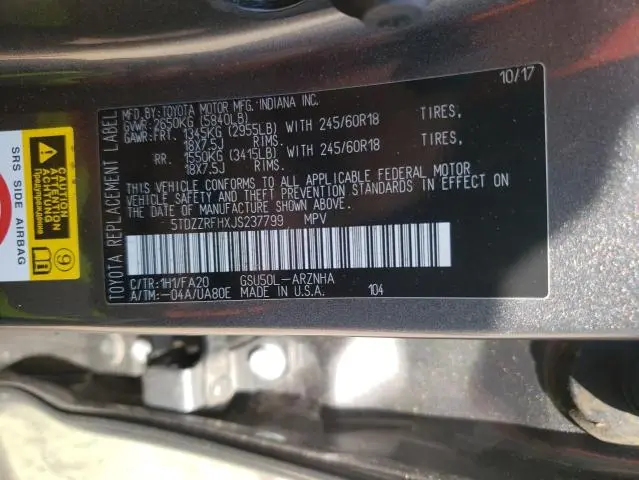 TOYOTA REPLACEMENT LABEL
MFD.BY:TOYOTA MOTOR MFG. INDIANA INC. 10/17
GVWR:2650KG (5840LB)
GAWR:FRT. 1345KG (2955LB) WITH 245/60R18 TIRES,
18X7.5J RIMS.
RR. 1550KG (3415LB) WITH 245/60R18 TIRES,
18X7.5J RIMS.
THIS VEHICLE CONFORMS TO ALL APPLICABLE FEDERAL MOTOR
VEHICLE SAFETY AND THEFT PREVENTION STANDARDS IN EFFECT ON
THE DATE OF MANUFACTURE SHOWN ABOVE.
5TDZZRFHXJS237799 MPV
C/TR:1H1/FA20 GSU50L-ARZNHA
A/TM:-04A/UA80E MADE IN U.S.A. 104
SRS SIDE AIRBAG
CAUTION
ATTENTION
ACHTUNG
Предупреждение
9